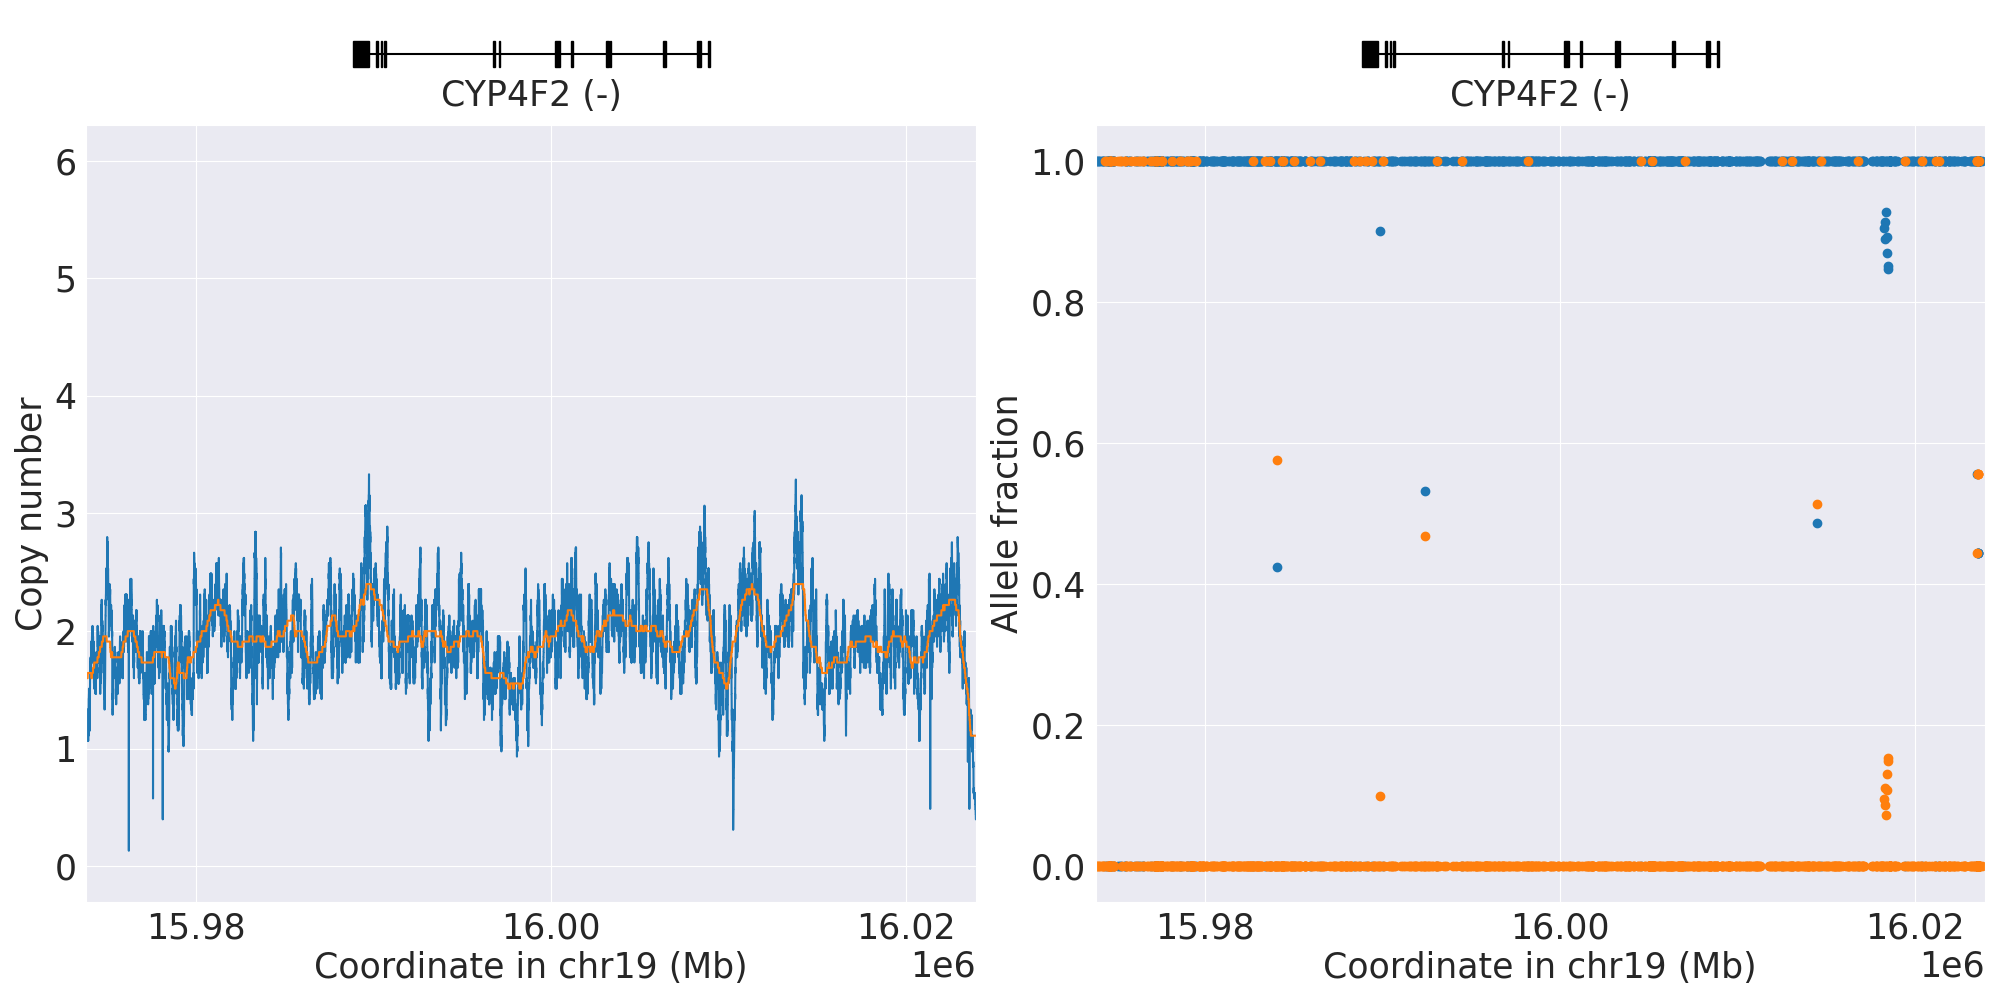 CYP4F2 (-)
6
5
4
3
2
1
0
Copy number
15.98
16.00
16.02
Coordinate in chr19 (Mb)
1e6
CYP4F2 (-)
1.0
0.8
0.6
0.4
0.2
0.0
Allele fraction
15.98
16.00
16.02
Coordinate in chr19 (Mb)
1e6